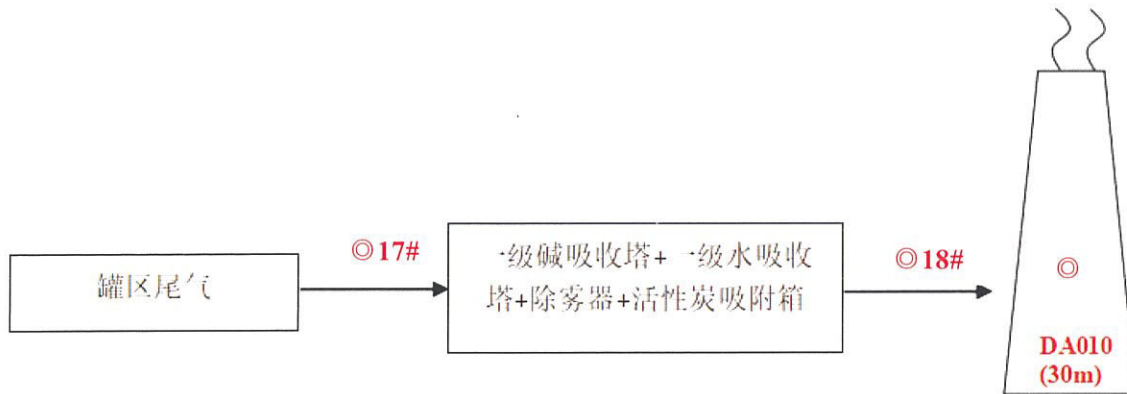 罐区尾气
◎17#
一级碱吸收塔+一级水吸收
塔+除雾器+活性炭吸附箱
◎18#
◎
DA010
(30m)